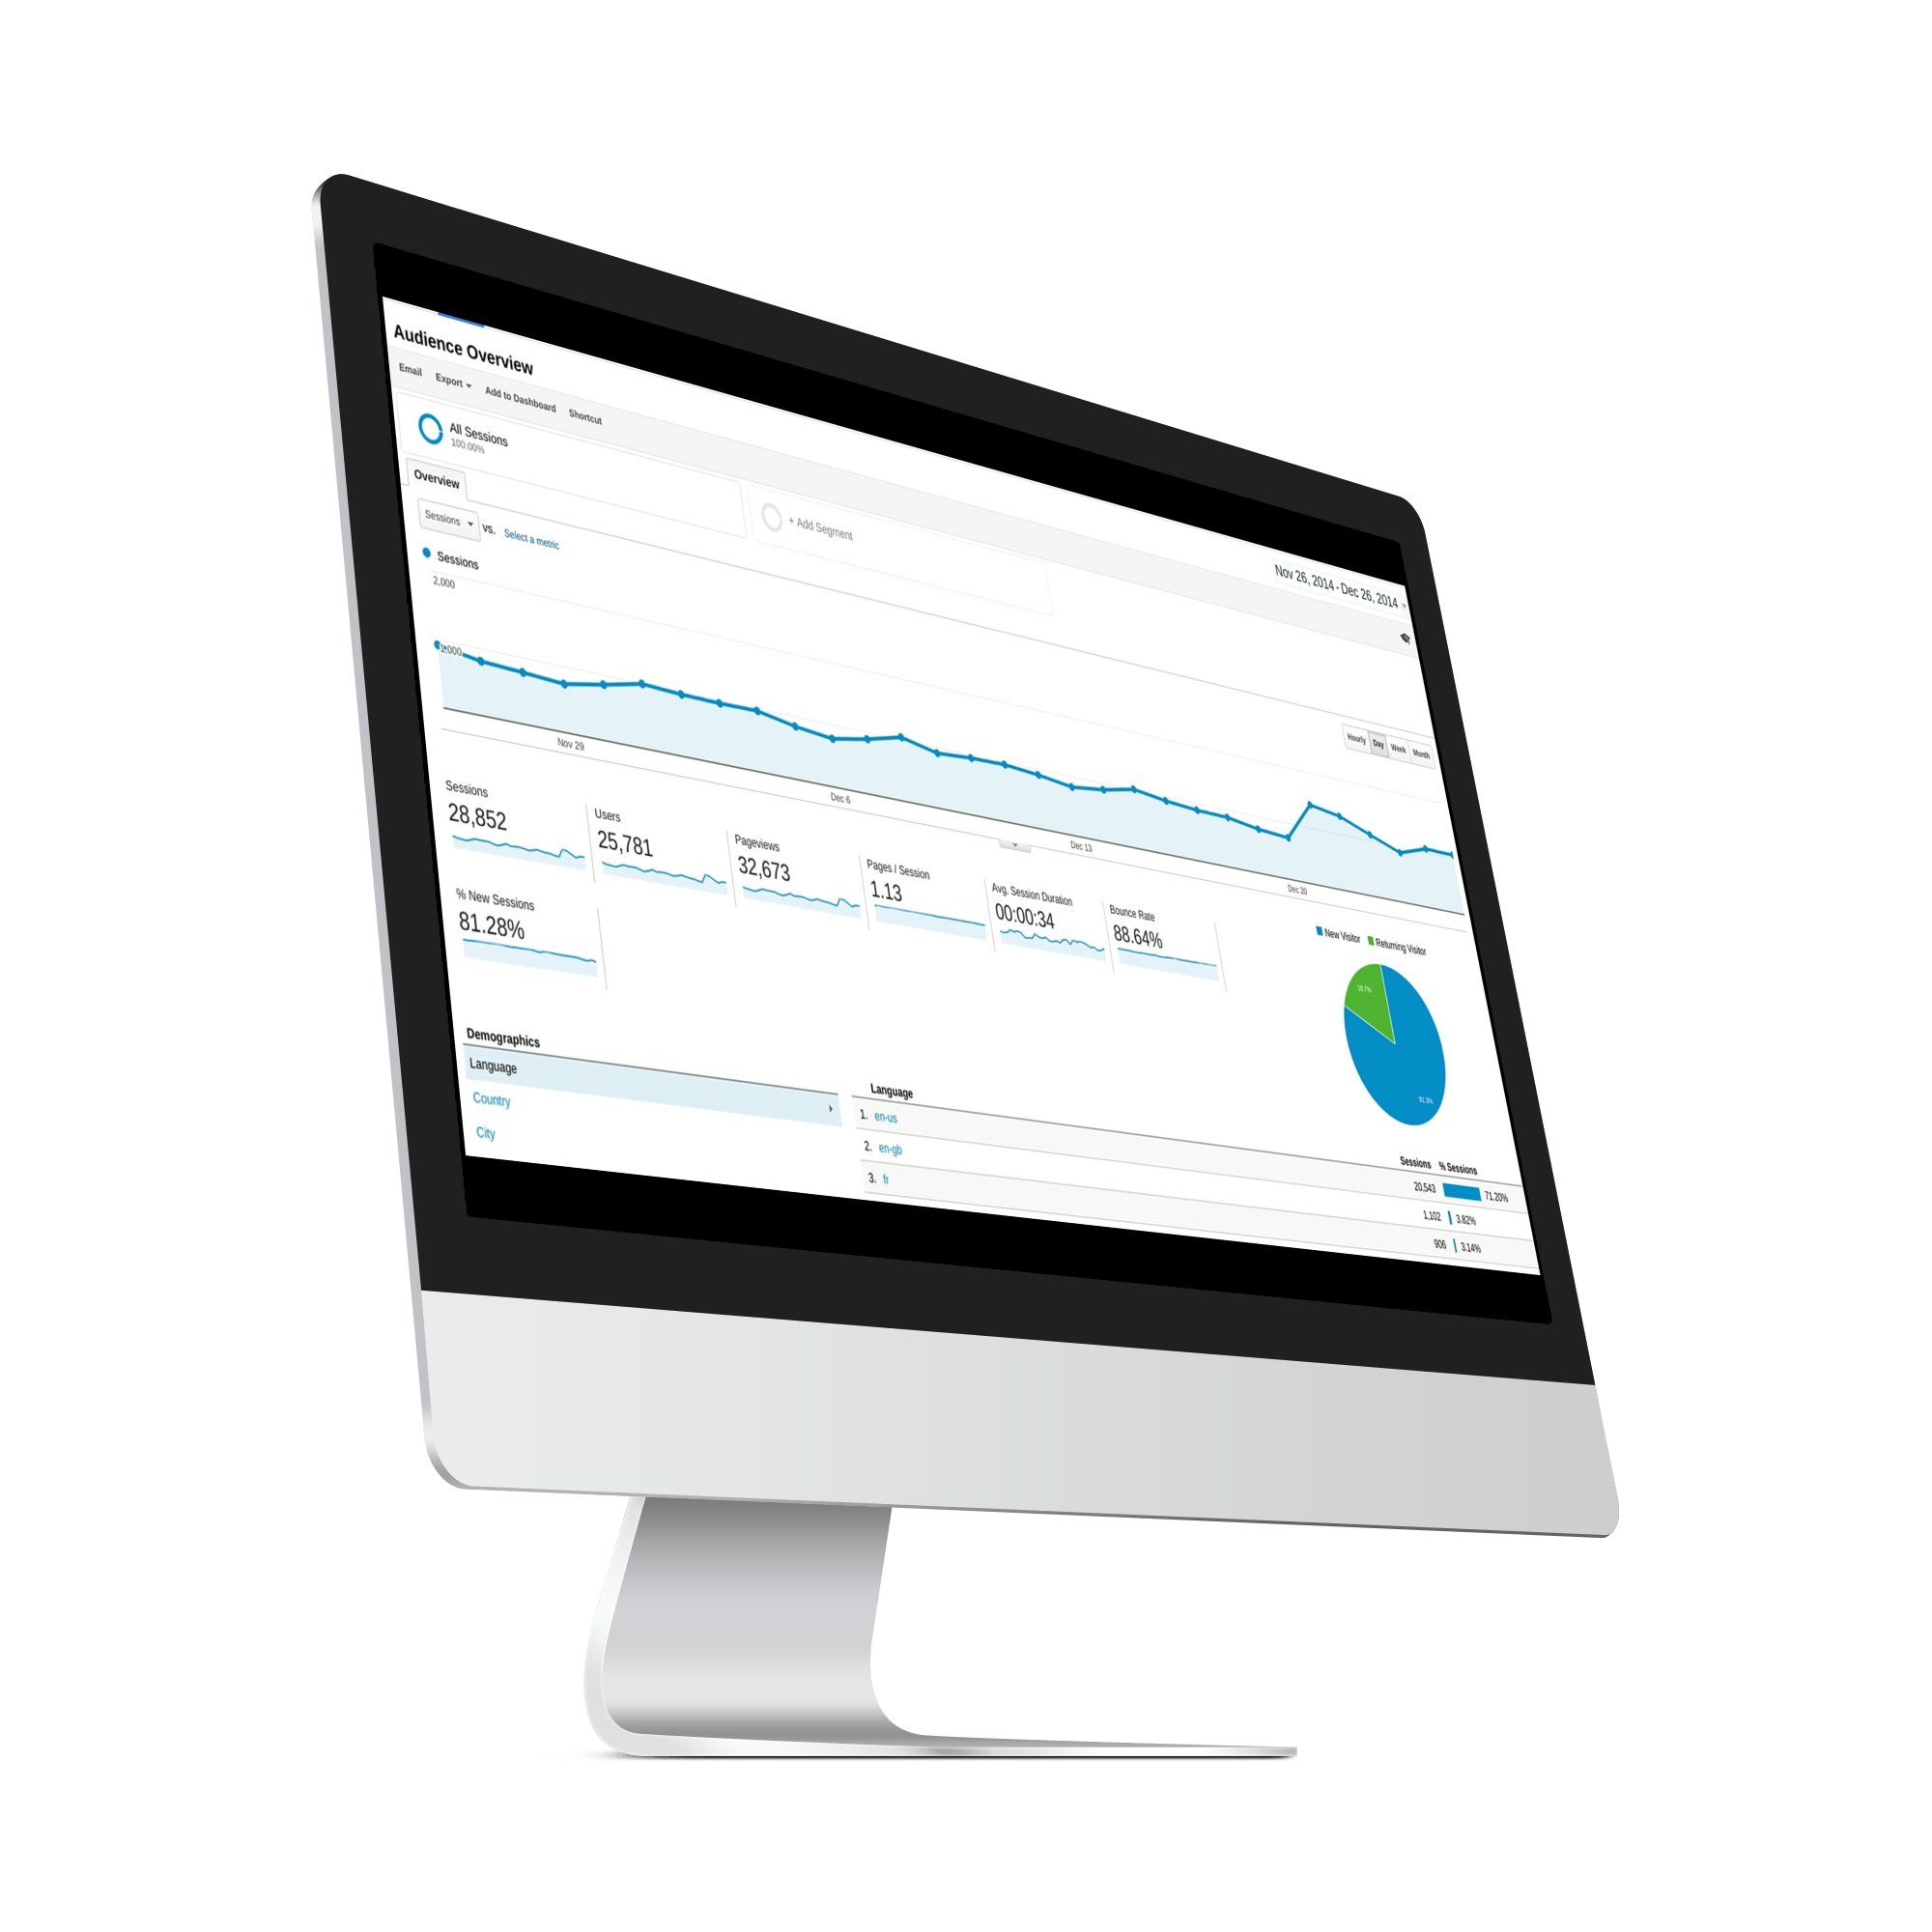 Audience Overview
Email Export Add to Dashboard Shortcut
Nov 26, 2014 - Dec 26, 2014
All Sessions
100.00%
+ Add Segment
Overview
Sessions vs. Select a metric
Hourly Day Week Month
Sessions
2,000
1,000
Nov 29 Dec 6 Dec 13 Dec 20
Sessions
28,852
Users
25,781
Pageviews
32,673
Pages / Session
1.13
Avg. Session Duration
00:00:34
Bounce Rate
88.64%
% New Sessions
81.28%
New Visitor Returning Visitor
18.7%
81.3%
Demographics
Language
Country
City
Language Sessions % Sessions
1. en-us 20,543 71.20%
2. en-gb 1,102 3.82%
3. fr 906 3.14%